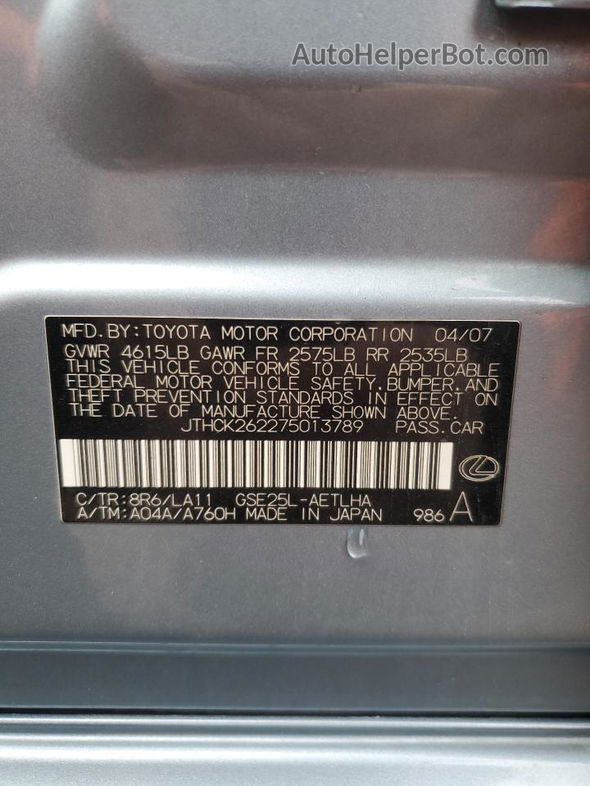 AutoHelperBot.com
MFD.BY:TOYOTA MOTOR CORPORATION 04/07
GVWR 4615LB GAWR FR 2575LB RR 2535LB
THIS VEHICLE CONFORMS TO ALL APPLICABLE
FEDERAL MOTOR VEHICLE SAFETY,BUMPER,AND
THEFT PREVENTION STANDARDS IN EFFECT ON
THE DATE OF MANUFACTURE SHOWN ABOVE.
JTHCK262275013789 PASS.CAR
C/TR:8R6/LA11 GSE25L-AETLHA
A/TM:A04A/A760H MADE IN JAPAN 986 A